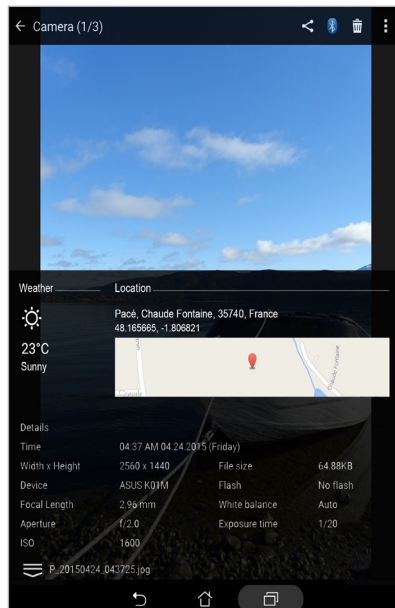 Camera (1/3)
Weather Location
Pacé, Chaude Fontaine, 35740, France
48.165665, -1.806821
23°C
Sunny
Chaude Fontaine
Details
Time 04:37 AM 04.24.2015 (Friday)
Width x Height 2560 x 1440 File size 64.88KB
Device ASUS K01M Flash No flash
Focal Length 2.96 mm White balance Auto
Aperture f/2.0 Exposure time 1/20
ISO 1600
P_20150424_043725.jpg